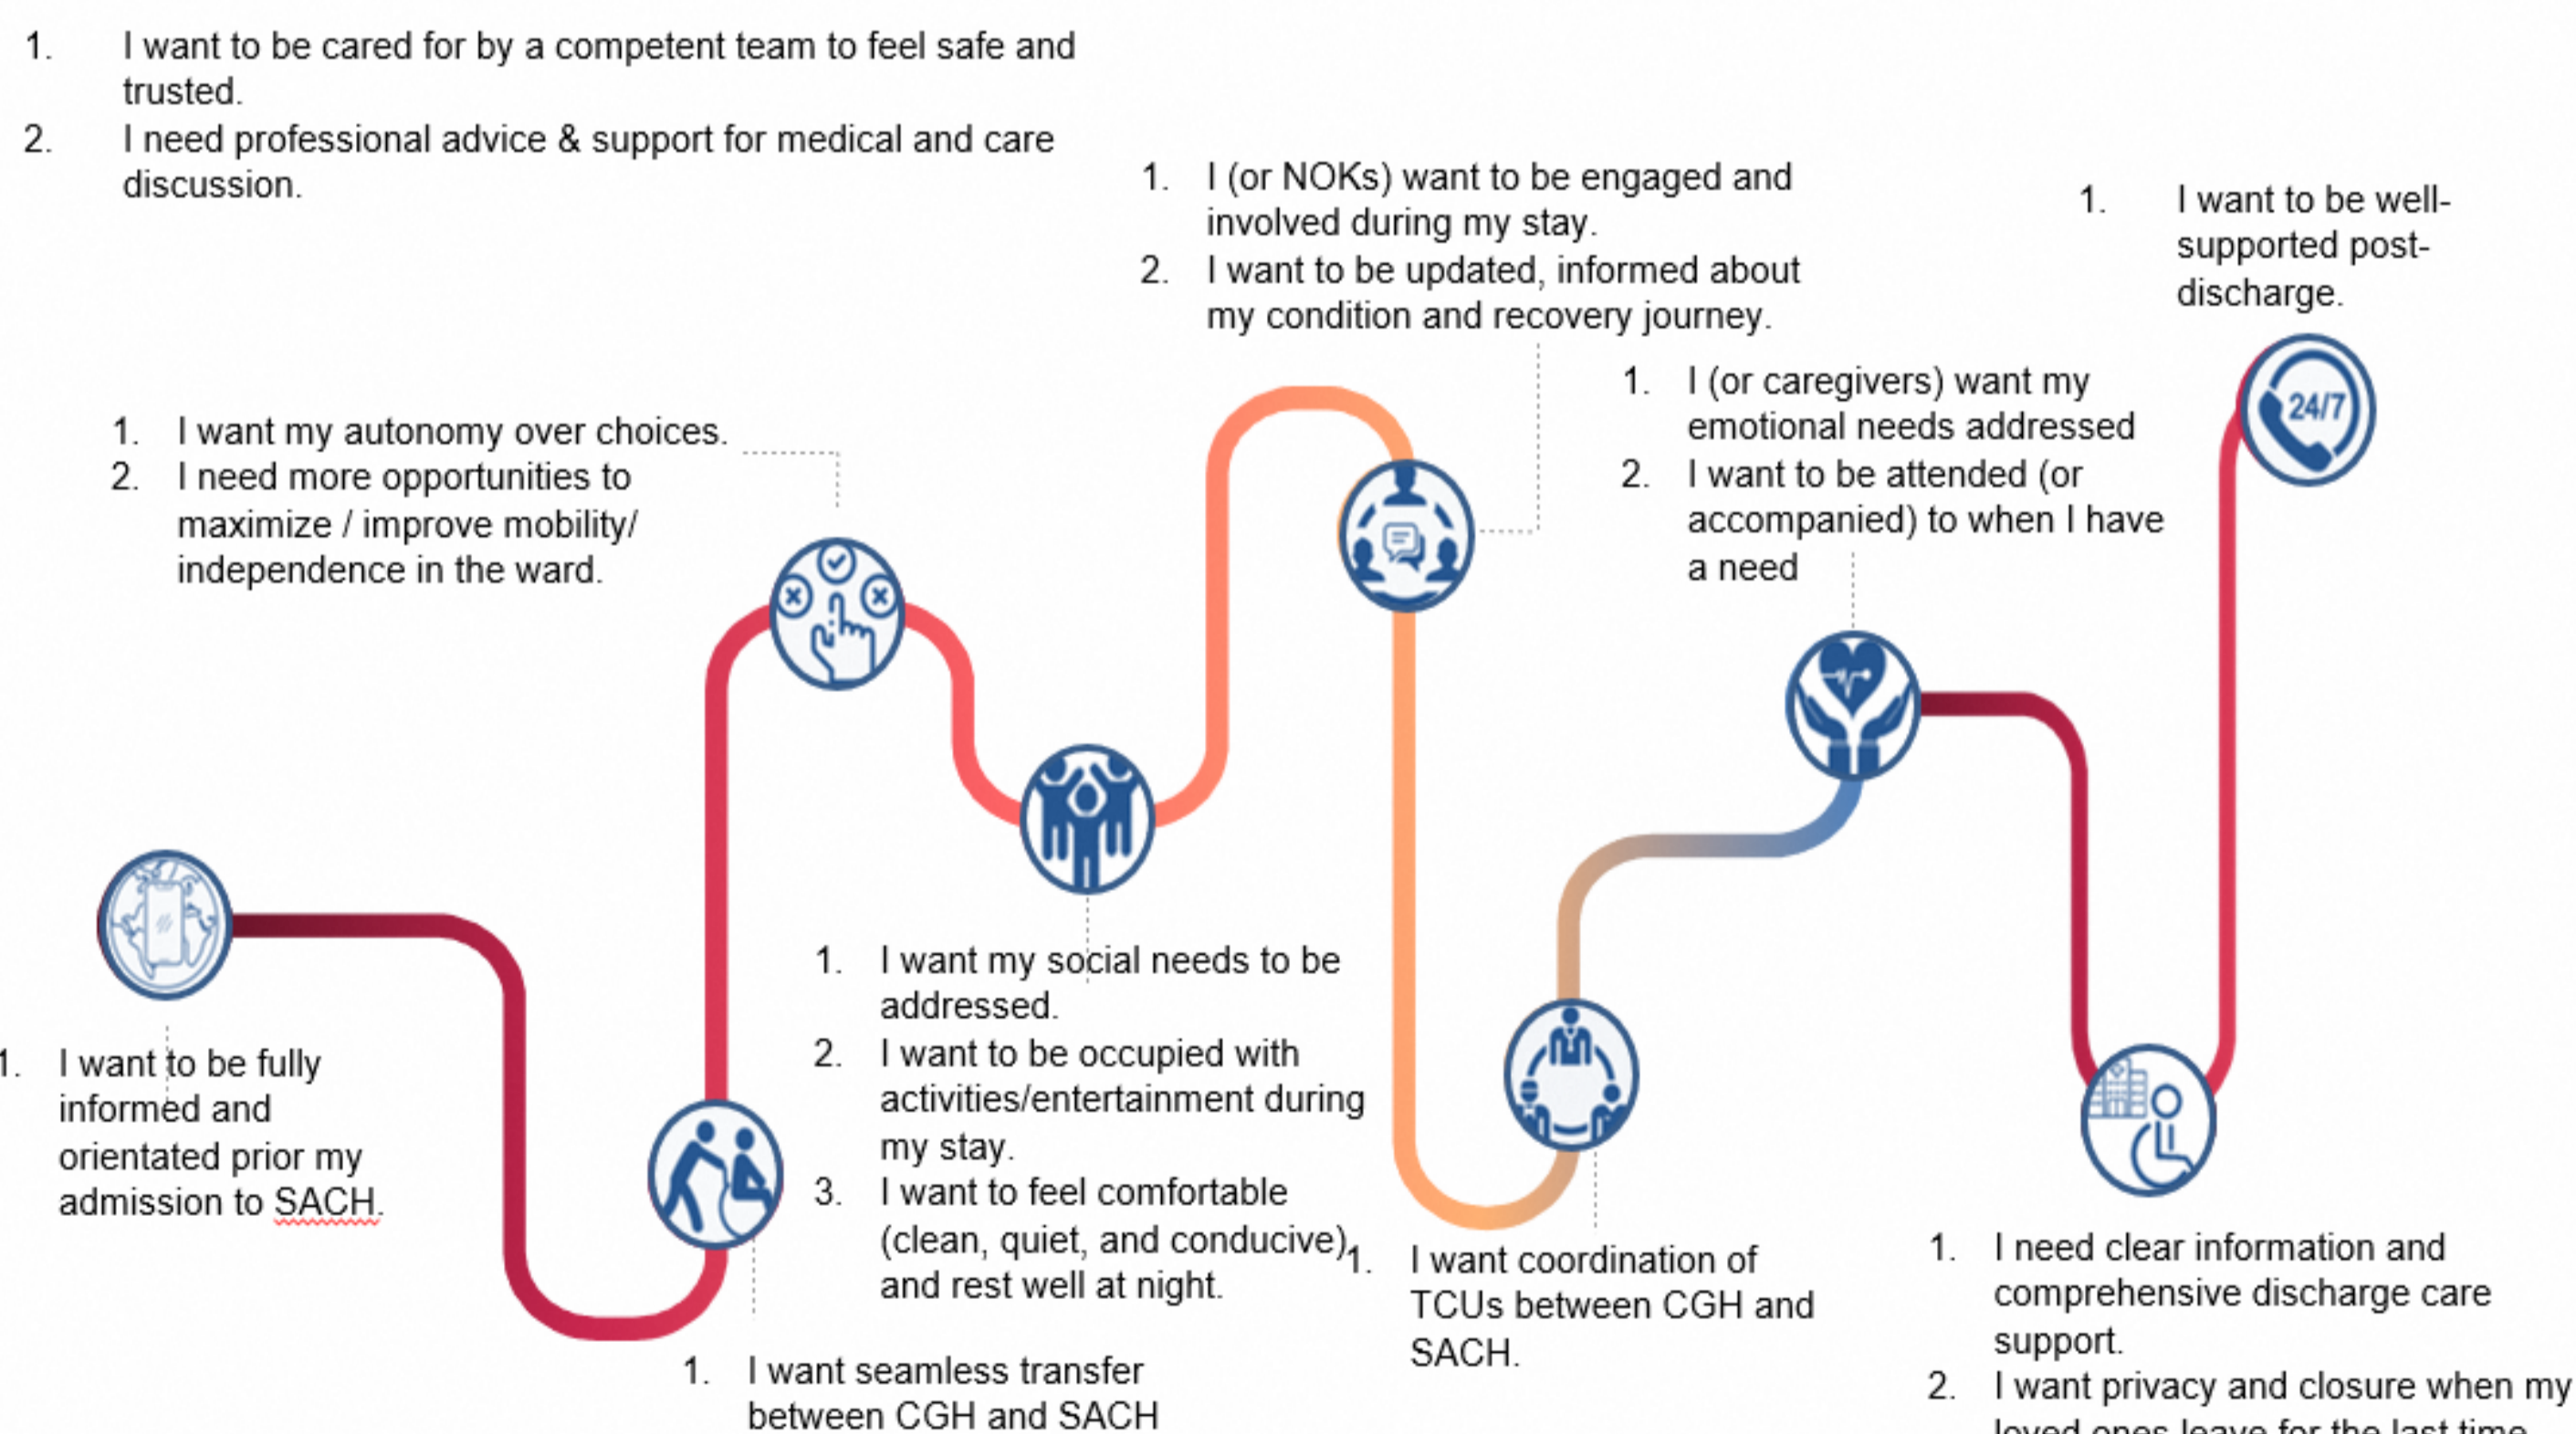 1. I want to be cared for by a competent team to feel safe and
trusted.
2. I need professional advice & support for medical and care
discussion.
1. I (or NOKs) want to be engaged and
involved during my stay.
2. I want to be updated, informed about
my condition and recovery journey.
1. I want to be well-
supported post-
discharge.
1. I (or caregivers) want my
emotional needs addressed
2. I want to be attended (or
accompanied) to when I have
a need
24/7
1. I want my autonomy over choices.
2. I need more opportunities to
maximize / improve mobility/
independence in the ward.
1. I want to be fully
informed and
orientated prior my
admission to SACH.
1. I want my social needs to be
addressed.
2. I want to be occupied with
activities/entertainment during
my stay.
3. I want to feel comfortable
(clean, quiet, and conducive)
and rest well at night.
1. I want seamless transfer
between CGH and SACH
1. I want coordination of
TCUs between CGH and
SACH.
1. I need clear information and
comprehensive discharge care
support.
2. I want privacy and closure when my
loved ones leave for the last time